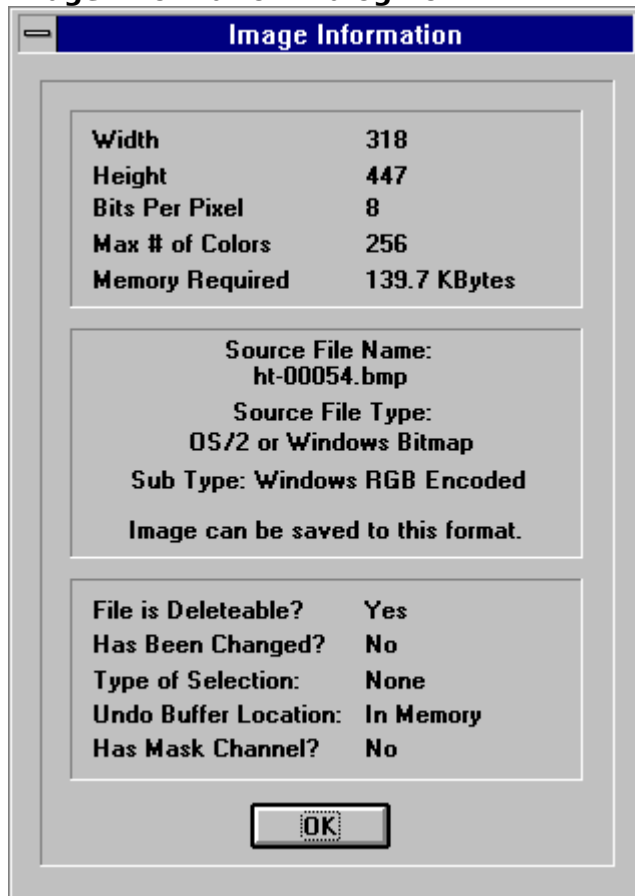 Image Information
Width 318
Height 447
Bits Per Pixel 8
Max # of Colors 256
Memory Required 139.7 KBytes
Source File Name:
ht-00054.bmp
Source File Type:
OS/2 or Windows Bitmap
Sub Type: Windows RGB Encoded
Image can be saved to this format.
File is Deleteable? Yes
Has Been Changed? No
Type of Selection: None
Undo Buffer Location: In Memory
Has Mask Channel? No
OK